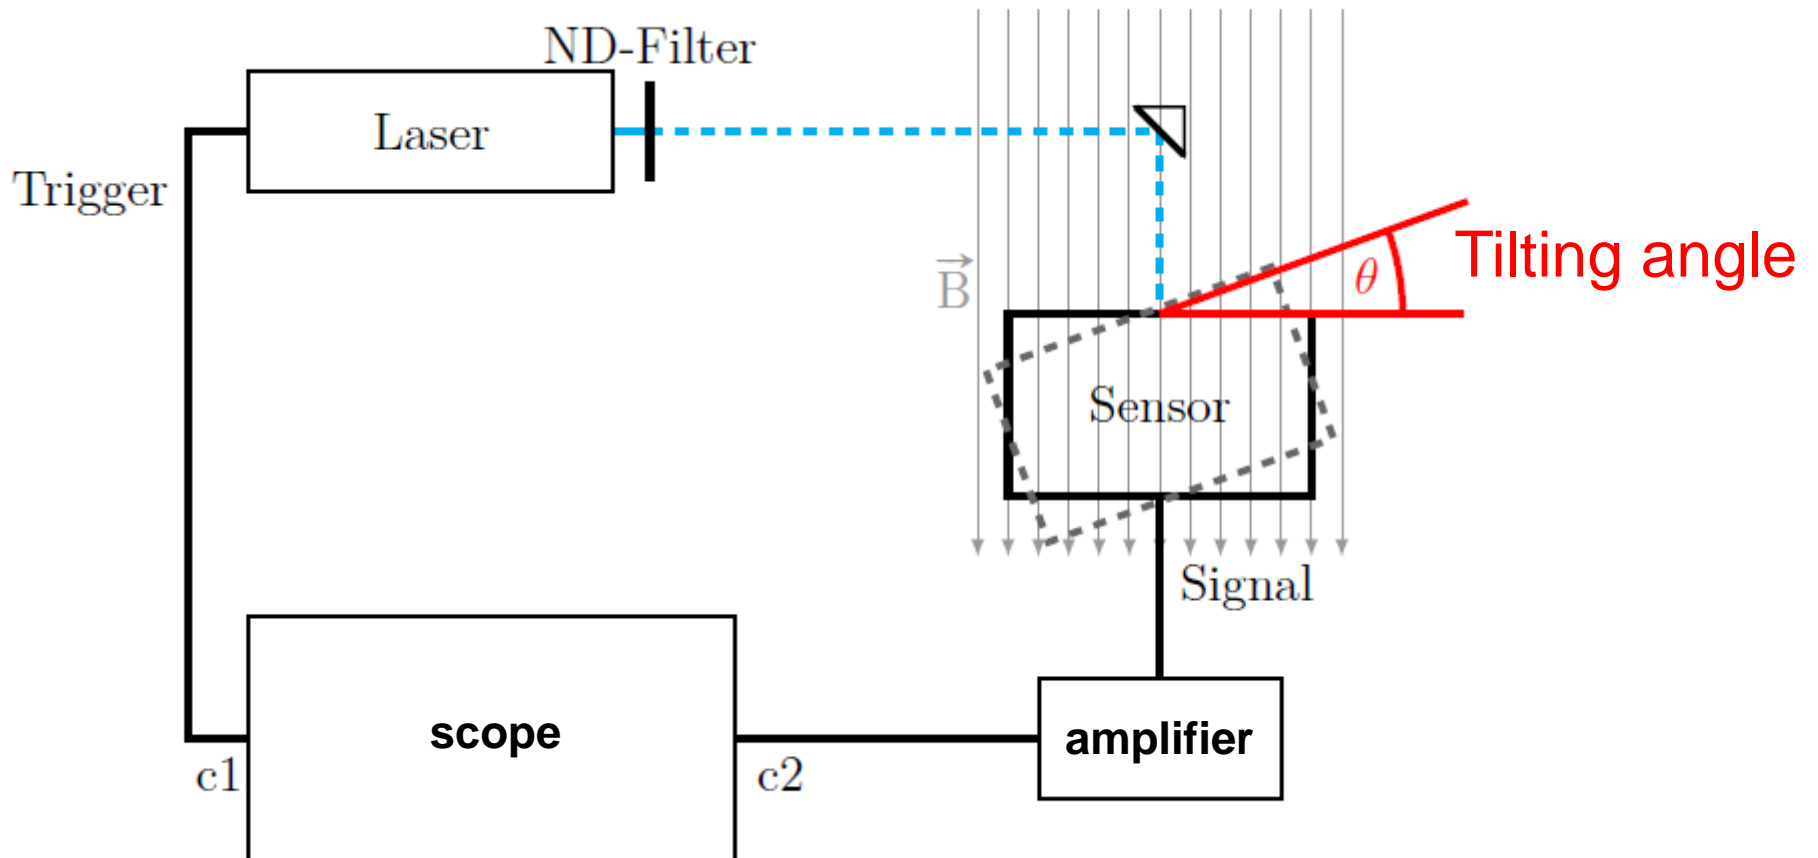 ND-Filter
Laser
Trigger
B
θ
Tilting angle
Sensor
Signal
scope
amplifier
c1
c2